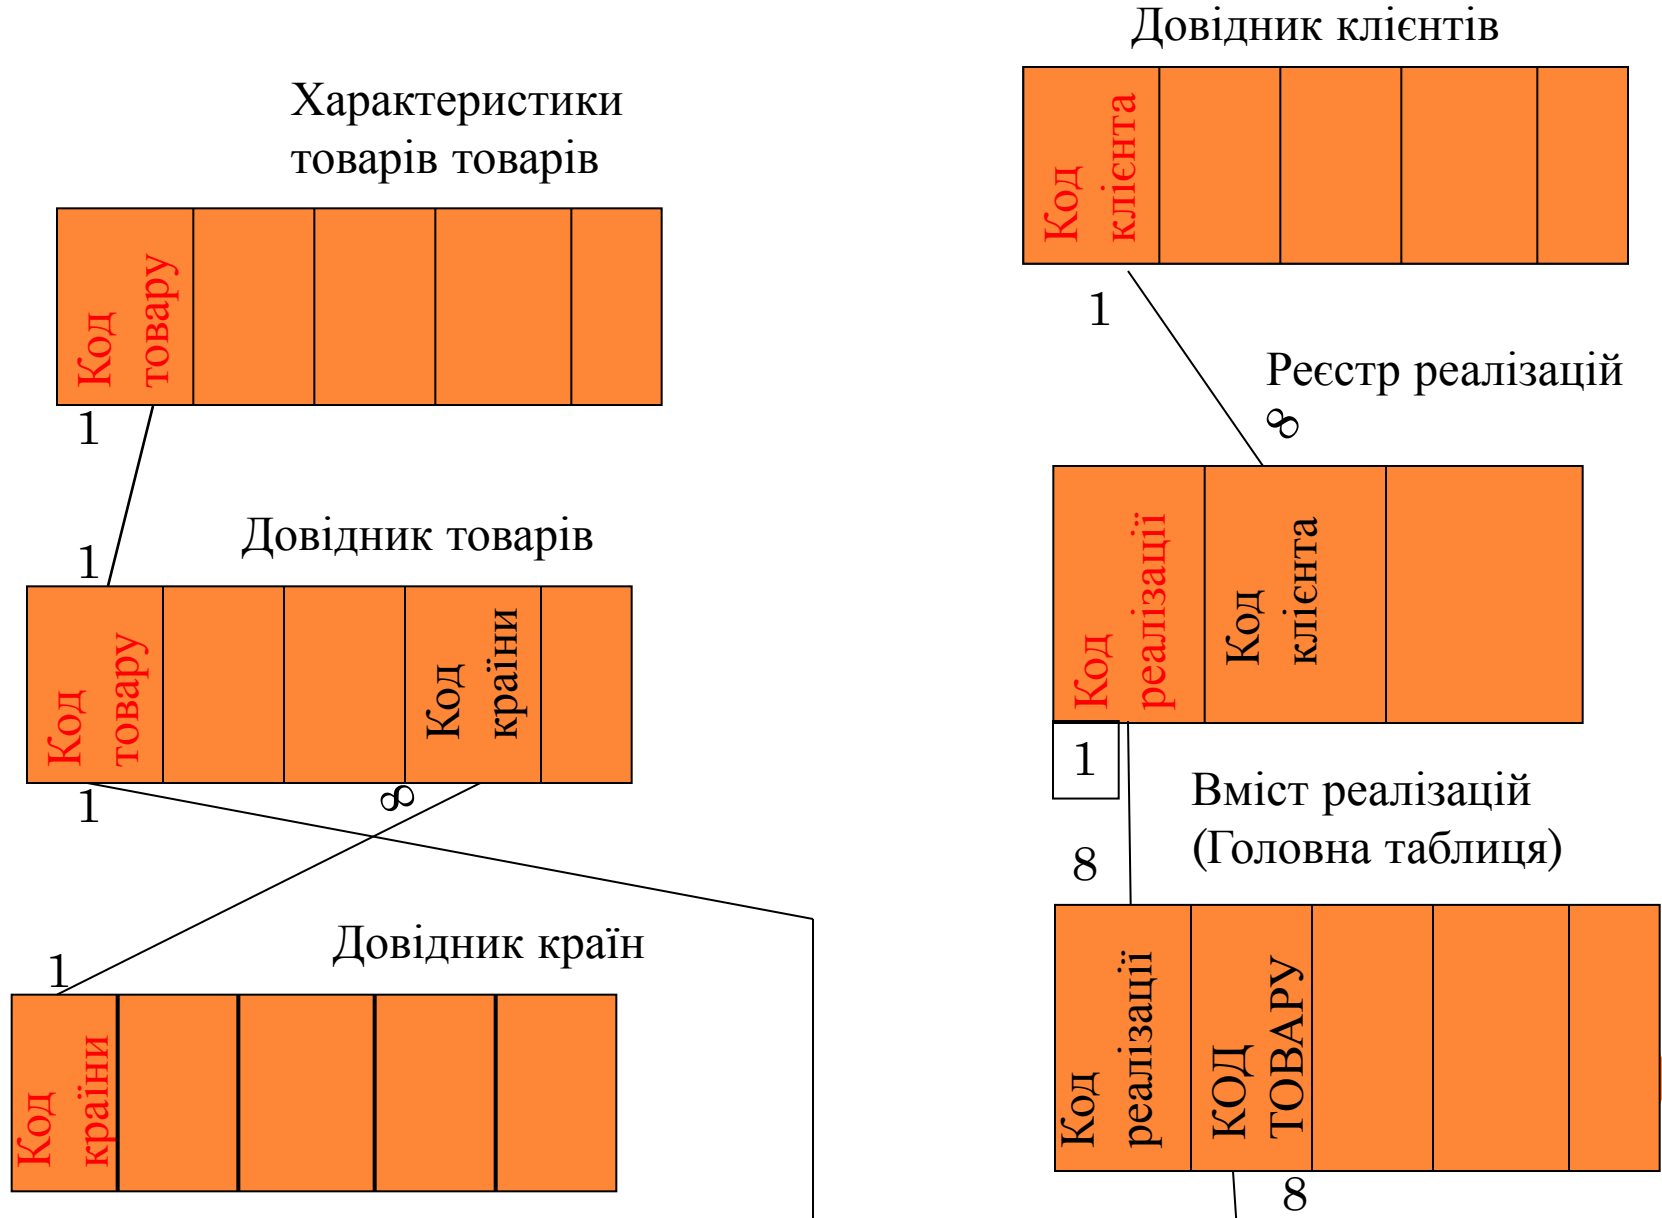 Довідник клієнтів
Характеристики
товарів товарів
Код
клієнта
Код
товару
1
1
Реєстр реалізацій
∞
Довідник товарів
1
Код
реалізації
Код
клієнта
Код
товару
Код
країни
1
∞
1
Вміст реалізацій
(Головна таблиця)
8
Довідник країн
1
Код
країни
Код
реалізації
КОД
ТОВАРУ
8